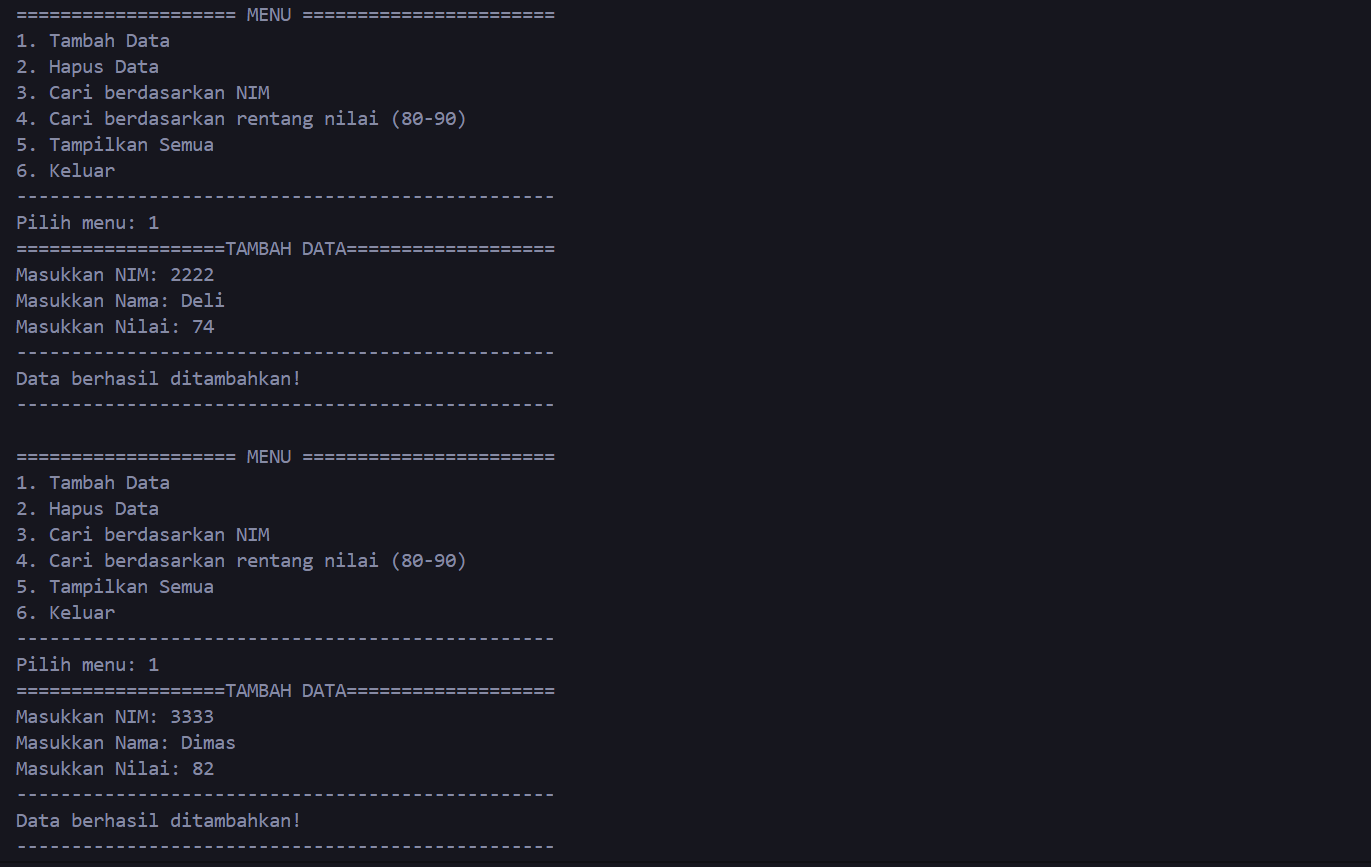 ==================== MENU =======================
1. Tambah Data
2. Hapus Data
3. Cari berdasarkan NIM
4. Cari berdasarkan rentang nilai (80-90)
5. Tampilkan Semua
6. Keluar
-------------------------------------------------
Pilih menu: 1
===================TAMBAH DATA===================
Masukkan NIM: 2222
Masukkan Nama: Deli
Masukkan Nilai: 74
-------------------------------------------------
Data berhasil ditambahkan!
-------------------------------------------------

==================== MENU =======================
1. Tambah Data
2. Hapus Data
3. Cari berdasarkan NIM
4. Cari berdasarkan rentang nilai (80-90)
5. Tampilkan Semua
6. Keluar
-------------------------------------------------
Pilih menu: 1
===================TAMBAH DATA===================
Masukkan NIM: 3333
Masukkan Nama: Dimas
Masukkan Nilai: 82
-------------------------------------------------
Data berhasil ditambahkan!
-------------------------------------------------